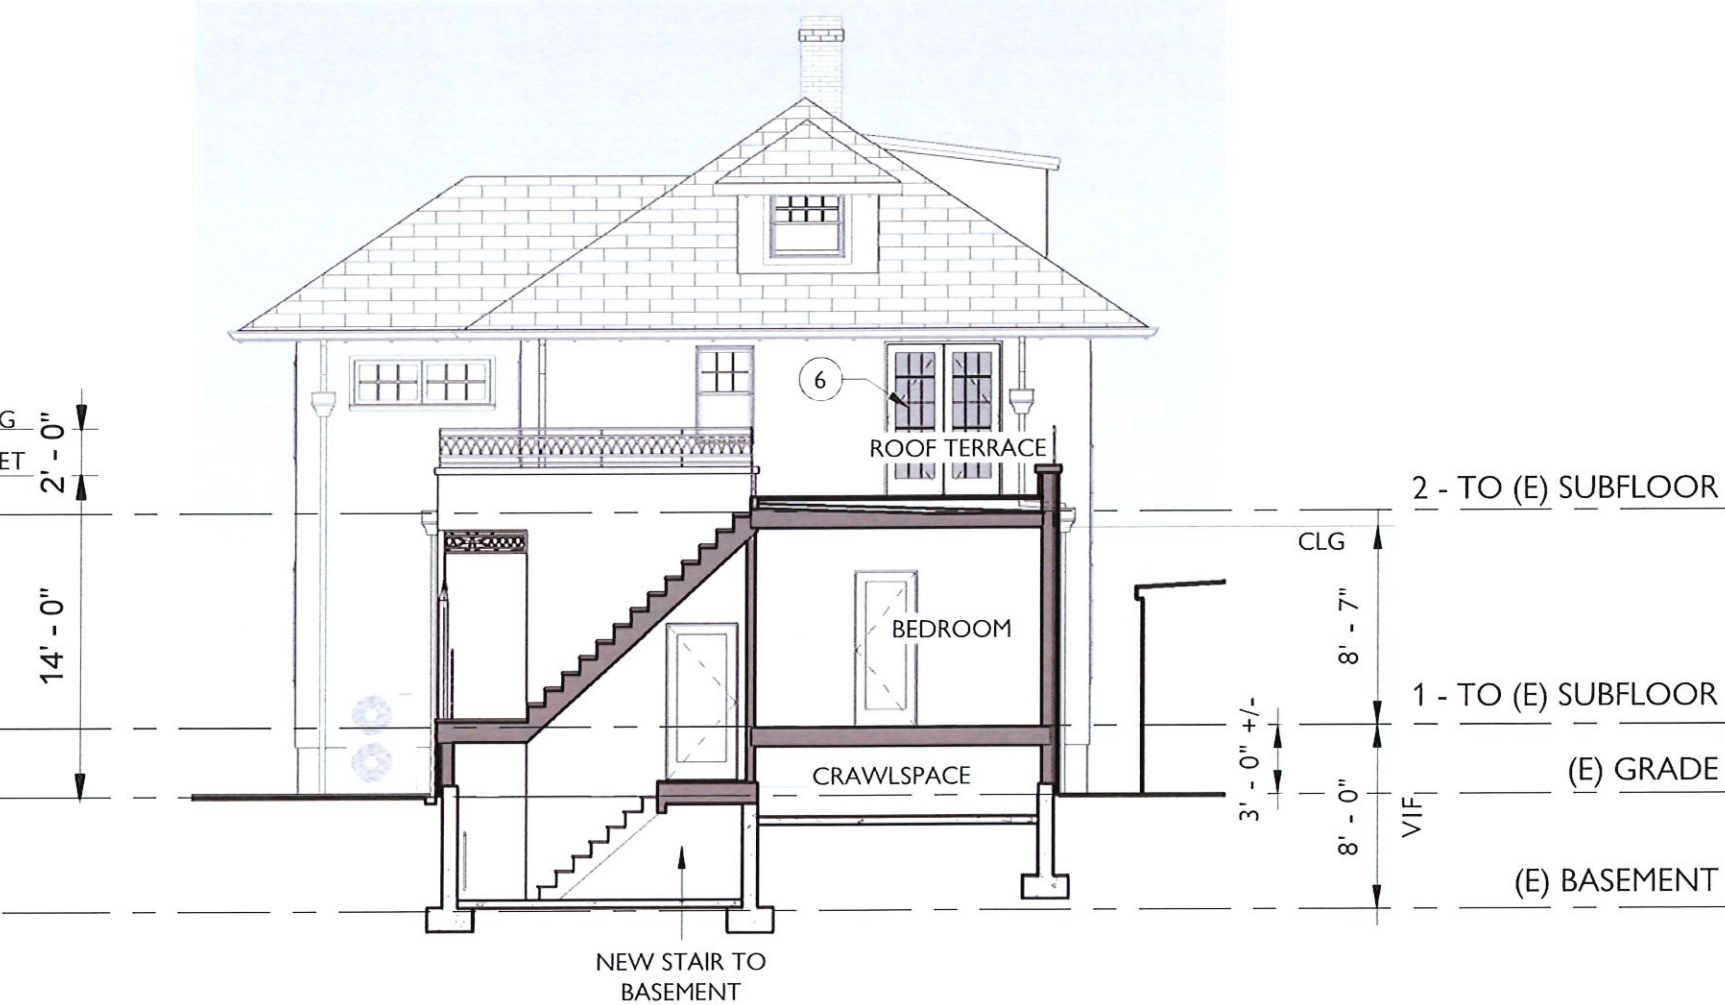 6
ROOF TERRACE
G
ET
2' - 0"
2 - TO (E) SUBFLOOR
CLG
14' - 0"
8' - 7"
BEDROOM
1 - TO (E) SUBFLOOR
3' - 0" +/-
(E) GRADE
CRAWLSPACE
8' - 0"
VIF
(E) BASEMENT
NEW STAIR TO
BASEMENT